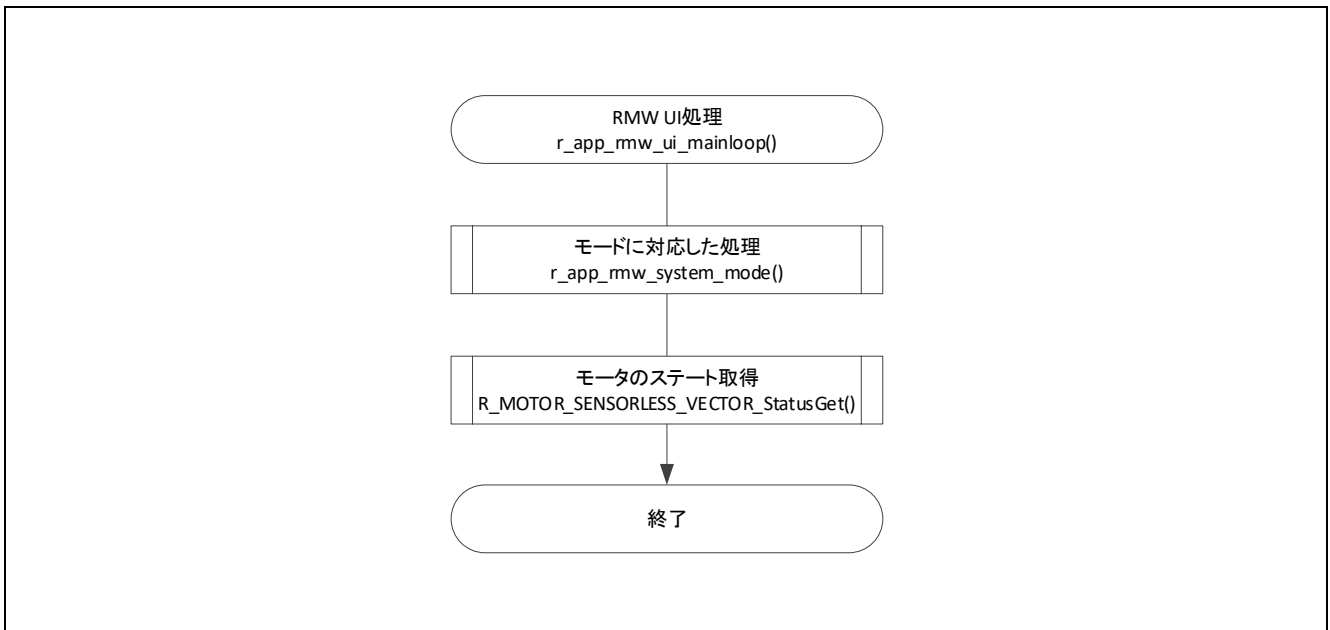 RMW UI処理
r_app_rmw_ui_mainloop()
モードに対応した処理
r_app_rmw_system_mode()
モータのステート取得
R_MOTOR_SENSORLESS_VECTOR_StatusGet()
終了